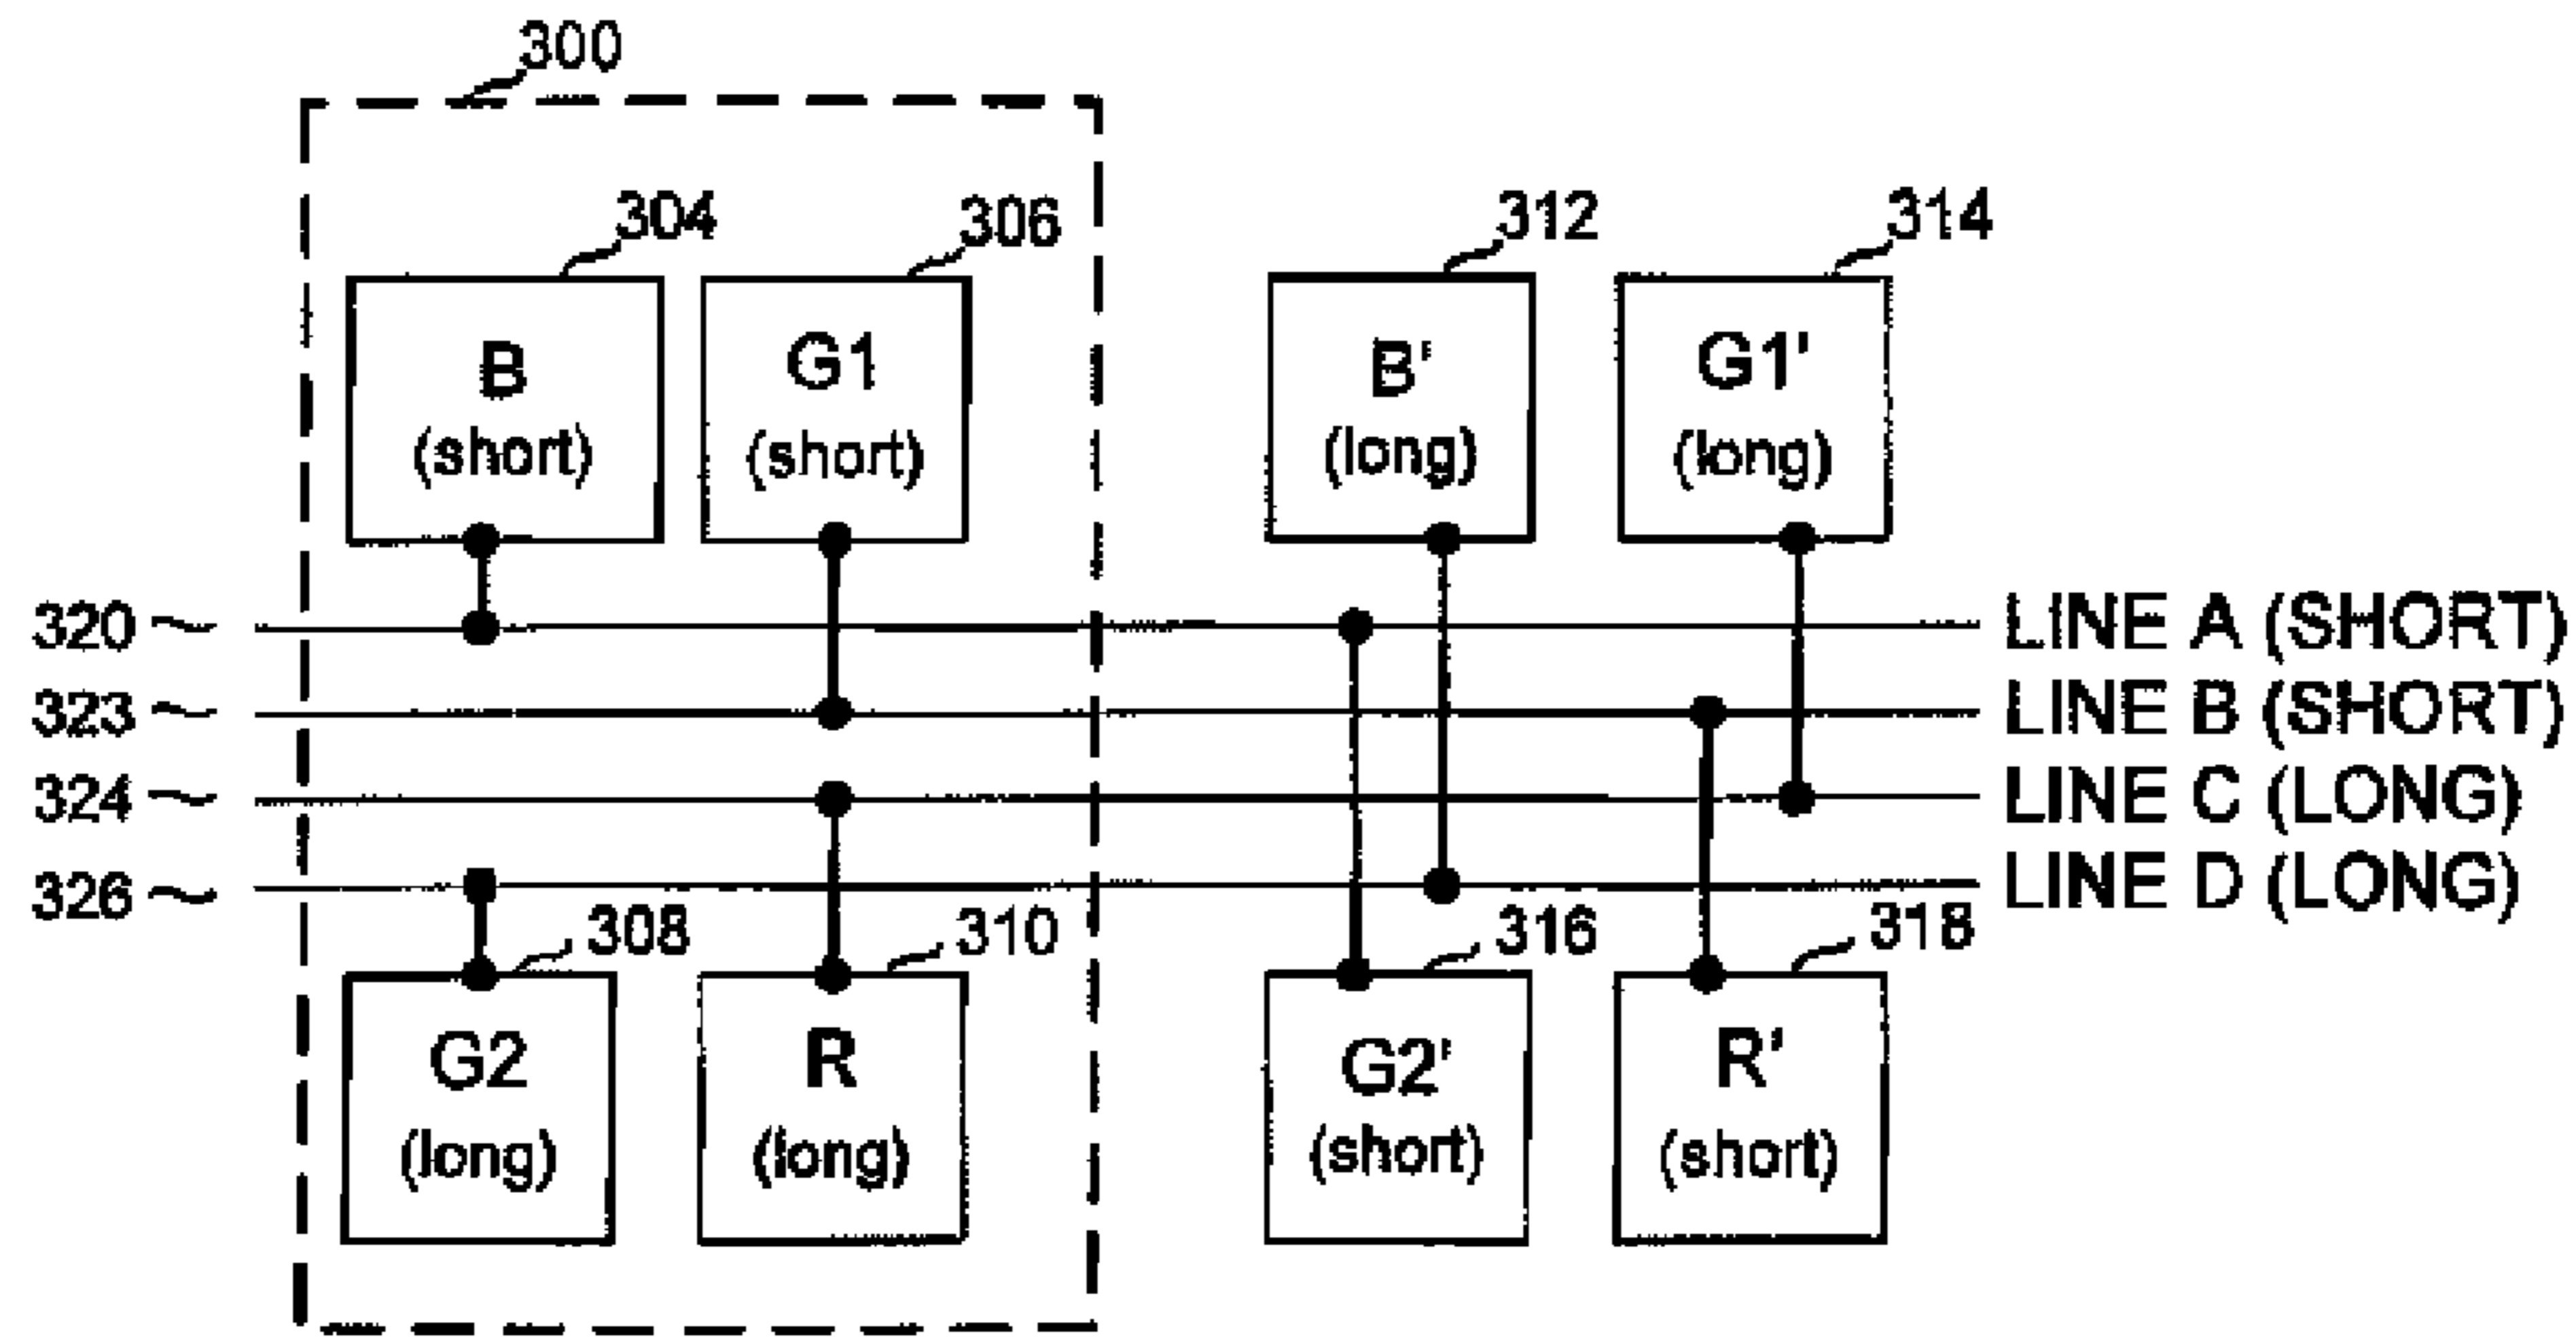 300
304 306 312 314
B G1 B' G1'
(short) (short) (long) (long)
320 LINE A (SHORT)
323 LINE B (SHORT)
324 LINE C (LONG)
326 LINE D (LONG)
308 310 316 318
G2 R G2' R'
(long) (long) (short) (short)